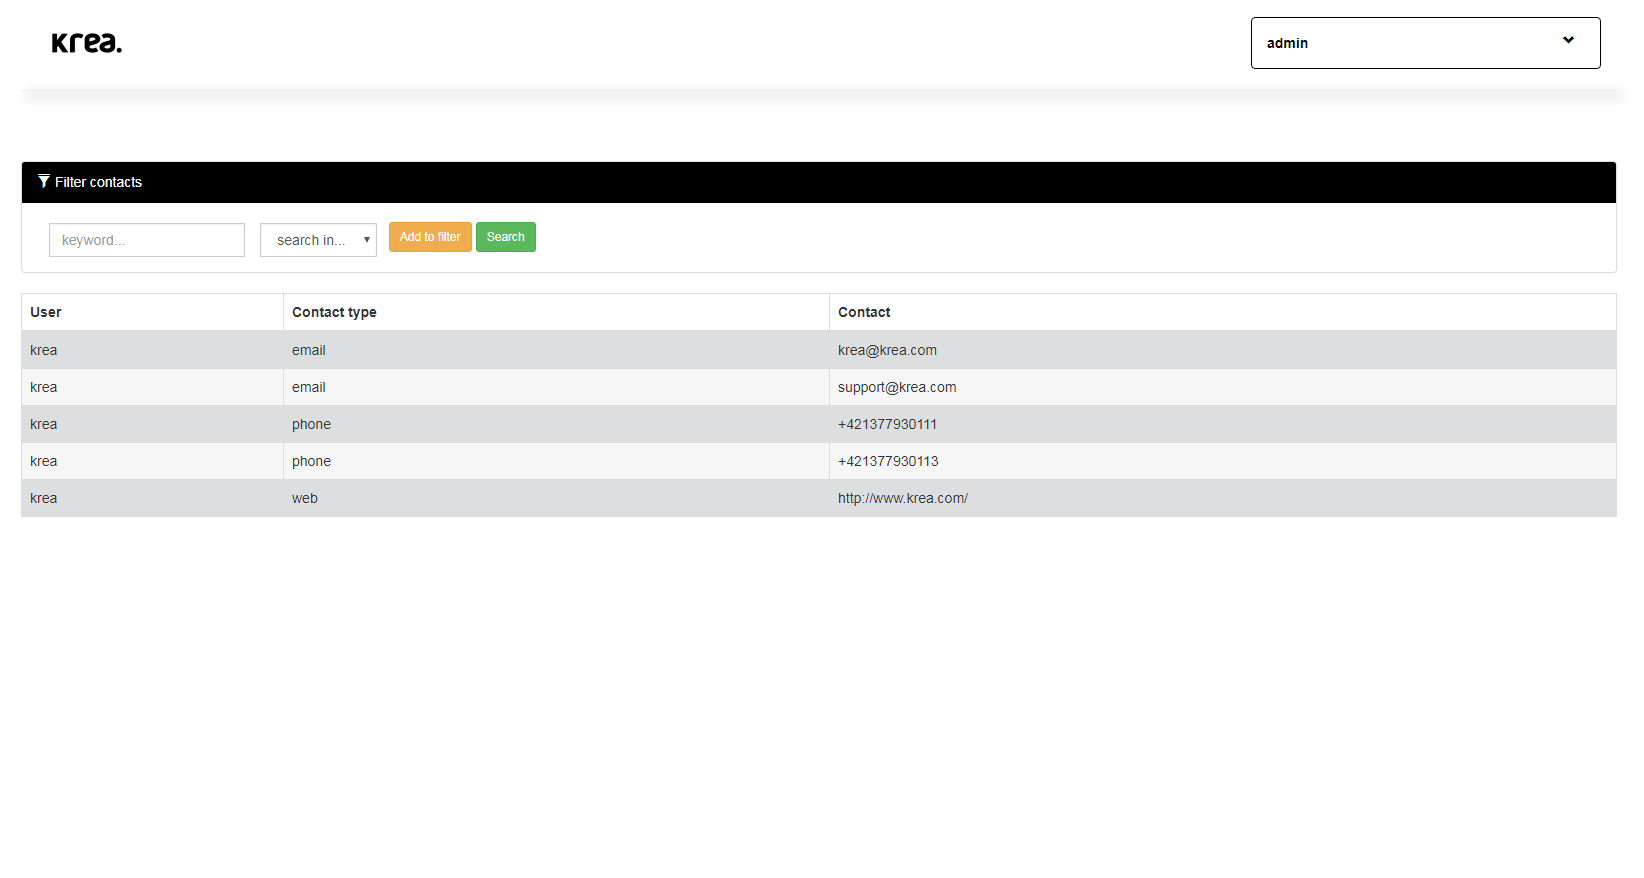 krea.
admin
Filter contacts
keyword...
search in...
Add to filter
Search
User Contact type Contact
krea email krea@krea.com
krea email support@krea.com
krea phone +421377930111
krea phone +421377930113
krea web http://www.krea.com/